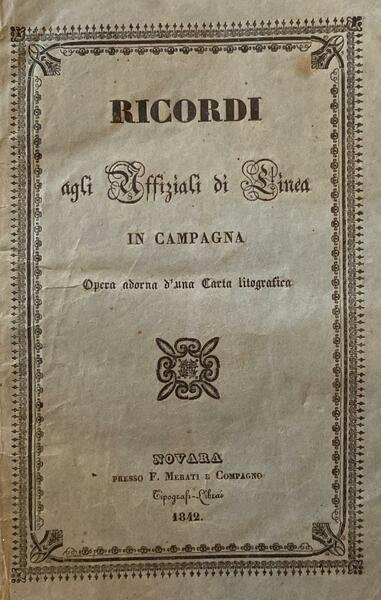 RICORDI
agli Uffiziali di Linea
IN CAMPAGNA
Opera adorna d'una Carta litografica
NOVARA
PRESSO F. MERATI E COMPAGNO
Tipografi-Librai
1842.